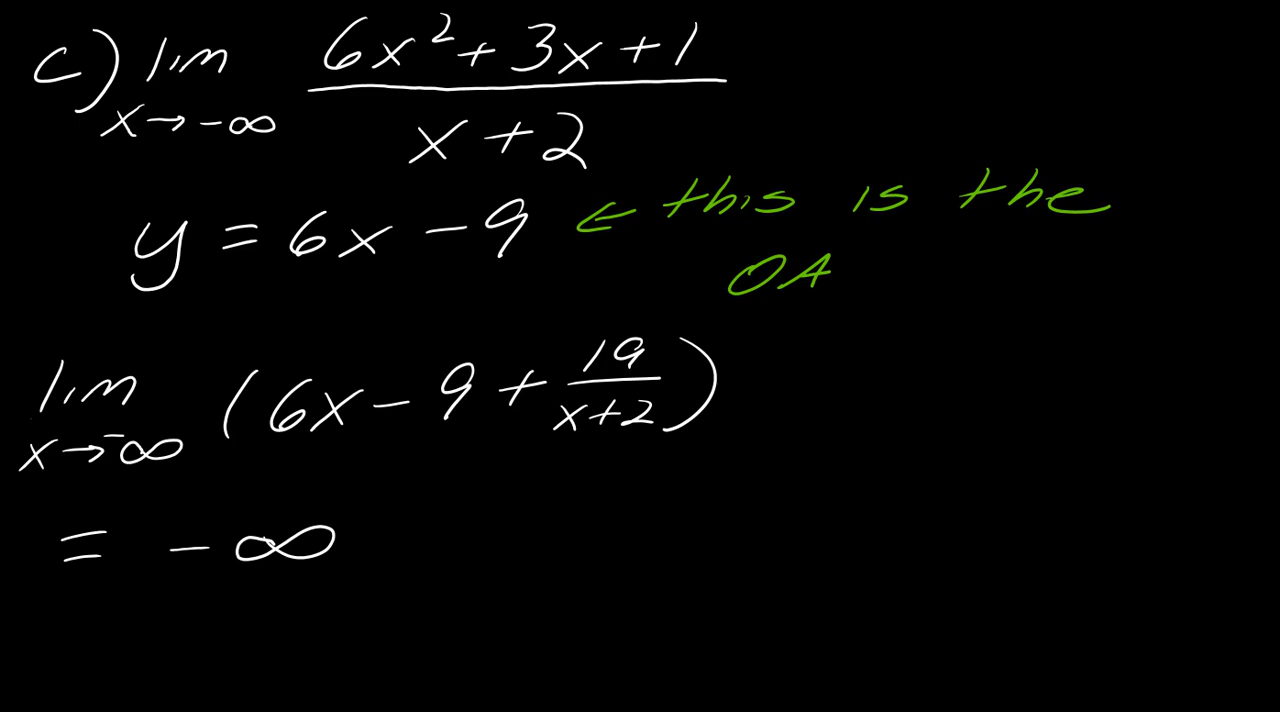 c) lim 6x² + 3x + 1
x → -∞ x + 2
y = 6x - 9 ← this is the
OA
lim (6x - 9 + 19/(x+2))
x → -∞
= -∞